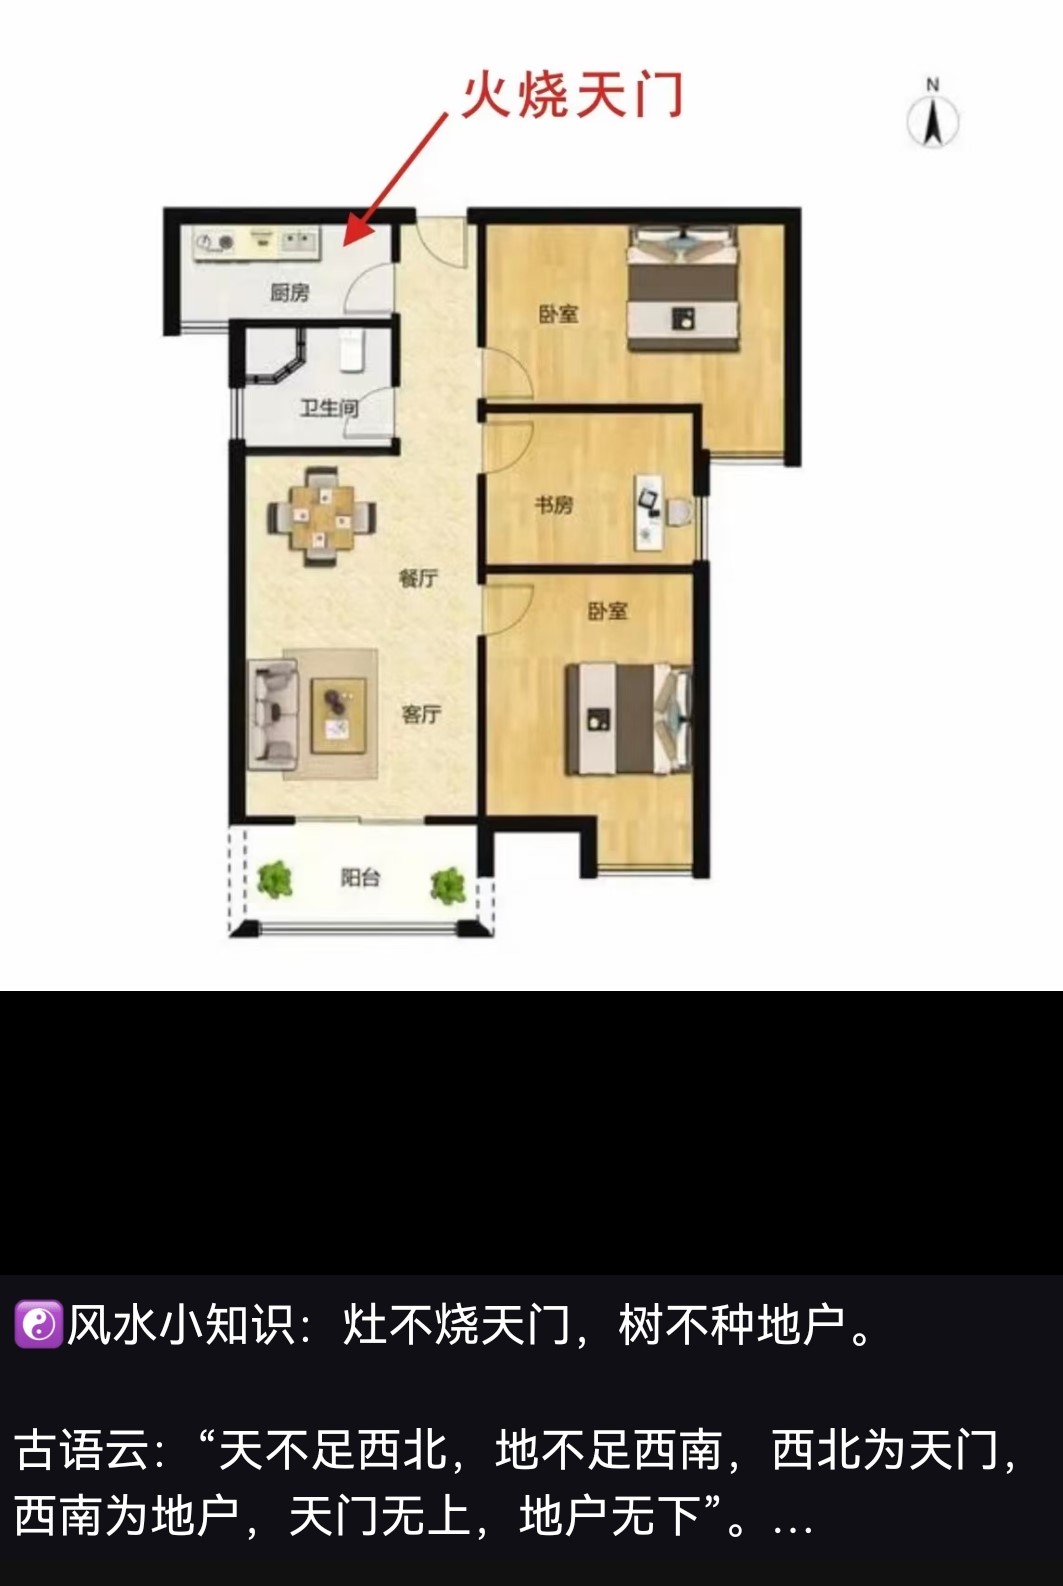 火烧天门
N
厨房
卧室
卫生间
书房
餐厅
卧室
客厅
阳台
☯️风水小知识：灶不烧天门，树不种地户。
古语云：“天不足西北，地不足西南，西北为天门，
西南为地户，天门无上，地户无下”。...